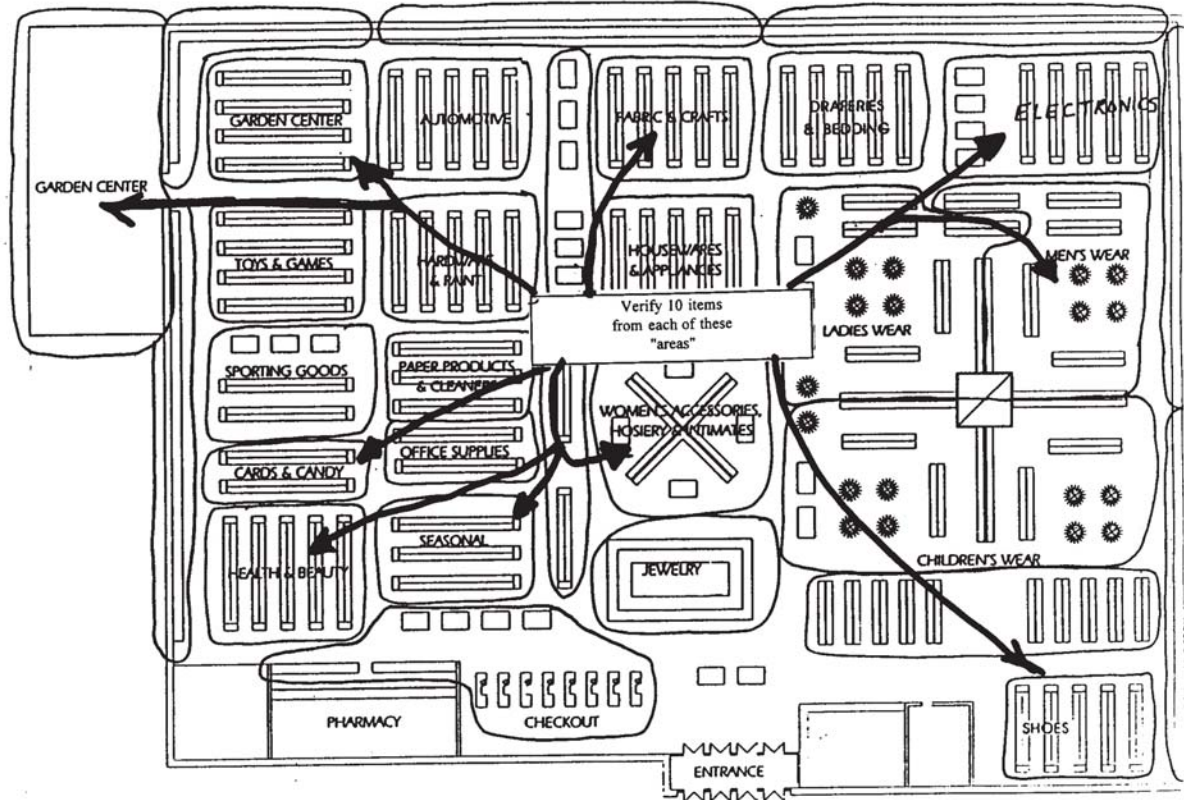 GARDEN CENTER
AUTOMOTIVE
FABRIC & CRAFTS
DRAPERIES
& BEDDING
ELECTRONICS
GARDEN CENTER
TOYS & GAMES
HARDWARE
& PAINT
HOUSEWARES
& APPLIANCES
MEN'S WEAR
Verify 10 items
from each of these
"areas"
LADIES WEAR
SPORTING GOODS
PAPER PRODUCTS
& CLEANERS
WOMEN'S ACCESSORIES,
HOSIERY & INTIMATES
CARDS & CANDY
OFFICE SUPPLIES
SEASONAL
HEALTH & BEAUTY
JEWELRY
CHILDREN'S WEAR
PHARMACY
CHECKOUT
SHOES
ENTRANCE